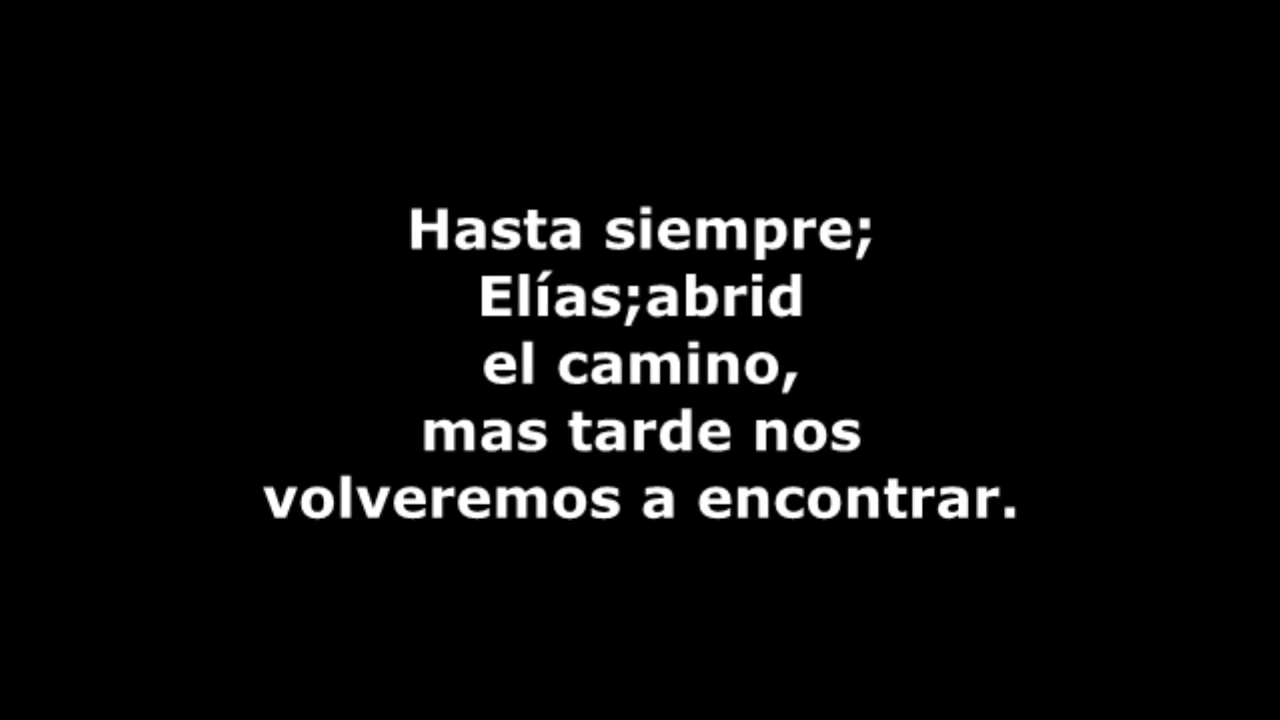 Hasta siempre;
Elías;abrid
el camino,
mas tarde nos
volveremos a encontrar.